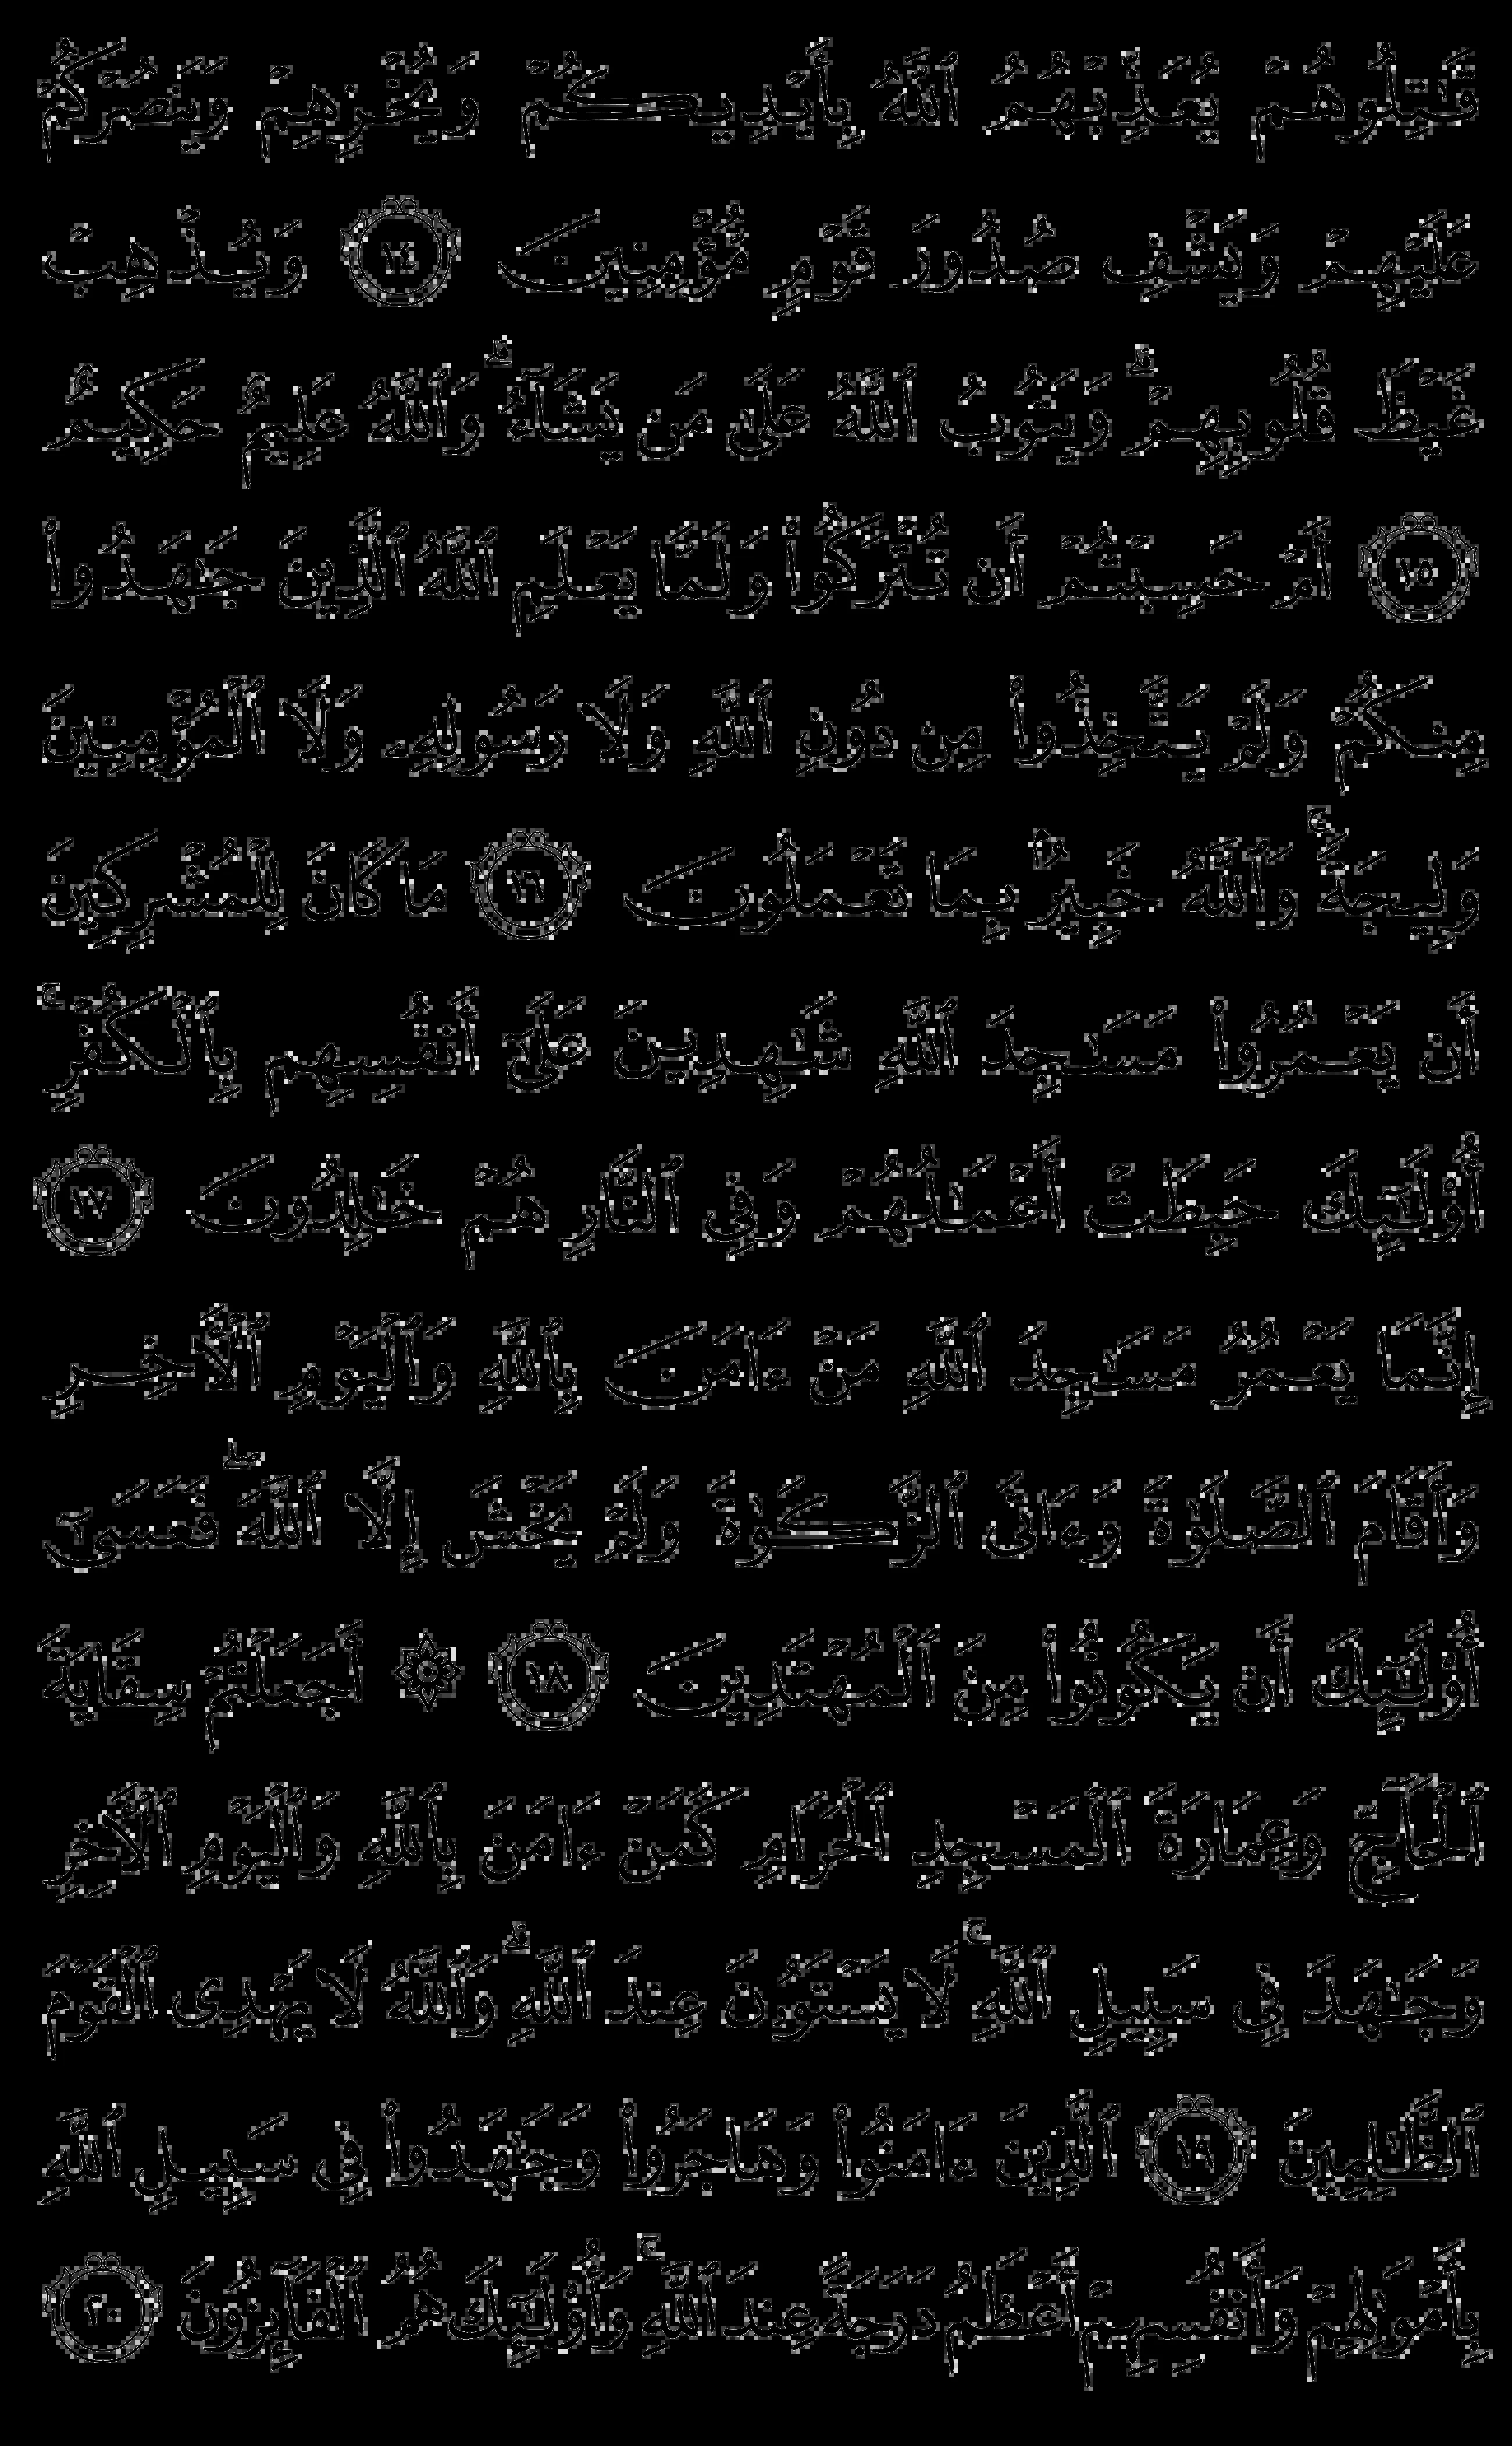 قَـٰتِلُوهُمْ يُعَذِّبْهُمُ ٱللَّهُ بِأَيْدِيكُمْ وَيُخْزِهِمْ وَيَنصُرْكُمْ
عَلَيْهِمْ وَيَشْفِ صُدُورَ قَوْمٍ مُّؤْمِنِينَ ١٤ وَيُذْهِبْ
غَيْظَ قُلُوبِهِمْ ۗ وَيَتُوبُ ٱللَّهُ عَلَىٰ مَن يَشَآءُ ۗ وَٱللَّهُ عَلِيمٌ حَكِيمٌ
١٥ أَمْ حَسِبْتُمْ أَن تُتْرَكُوا۟ وَلَمَّا يَعْلَمِ ٱللَّهُ ٱلَّذِينَ جَـٰهَدُوا۟
مِنكُمْ وَلَمْ يَتَّخِذُوا۟ مِن دُونِ ٱللَّهِ وَلَا رَسُولِهِۦ وَلَا ٱلْمُؤْمِنِينَ
وَلِيجَةً ۚ وَٱللَّهُ خَبِيرٌۢ بِمَا تَعْمَلُونَ ١٦ مَا كَانَ لِلْمُشْرِكِينَ
أَن يَعْمُرُوا۟ مَسَـٰجِدَ ٱللَّهِ شَـٰهِدِينَ عَلَىٰٓ أَنفُسِهِم بِٱلْكُفْرِ ۚ
أُو۟لَـٰٓئِكَ حَبِطَتْ أَعْمَـٰلُهُمْ وَفِى ٱلنَّارِ هُمْ خَـٰلِدُونَ ١٧
إِنَّمَا يَعْمُرُ مَسَـٰجِدَ ٱللَّهِ مَنْ ءَامَنَ بِٱللَّهِ وَٱلْيَوْمِ ٱلْـَٔاخِرِ
وَأَقَامَ ٱلصَّلَوٰةَ وَءَاتَى ٱلزَّكَوٰةَ وَلَمْ يَخْشَ إِلَّا ٱللَّهَ ۖ فَعَسَىٰٓ
أُو۟لَـٰٓئِكَ أَن يَكُونُوا۟ مِنَ ٱلْمُهْتَدِينَ ١٨ ۞ أَجَعَلْتُمْ سِقَايَةَ
ٱلْحَآجِّ وَعِمَارَةَ ٱلْمَسْجِدِ ٱلْحَرَامِ كَمَنْ ءَامَنَ بِٱللَّهِ وَٱلْيَوْمِ ٱلْـَٔاخِرِ
وَجَـٰهَدَ فِى سَبِيلِ ٱللَّهِ ۚ لَا يَسْتَوُۥنَ عِندَ ٱللَّهِ ۗ وَٱللَّهُ لَا يَهْدِى ٱلْقَوْمَ
ٱلظَّـٰلِمِينَ ١٩ ٱلَّذِينَ ءَامَنُوا۟ وَهَاجَرُوا۟ وَجَـٰهَدُوا۟ فِى سَبِيلِ ٱللَّهِ
بِأَمْوَٰلِهِمْ وَأَنفُسِهِمْ أَعْظَمُ دَرَجَةً عِندَ ٱللَّهِ ۚ وَأُو۟لَـٰٓئِكَ هُمُ ٱلْفَآئِزُونَ ٢٠